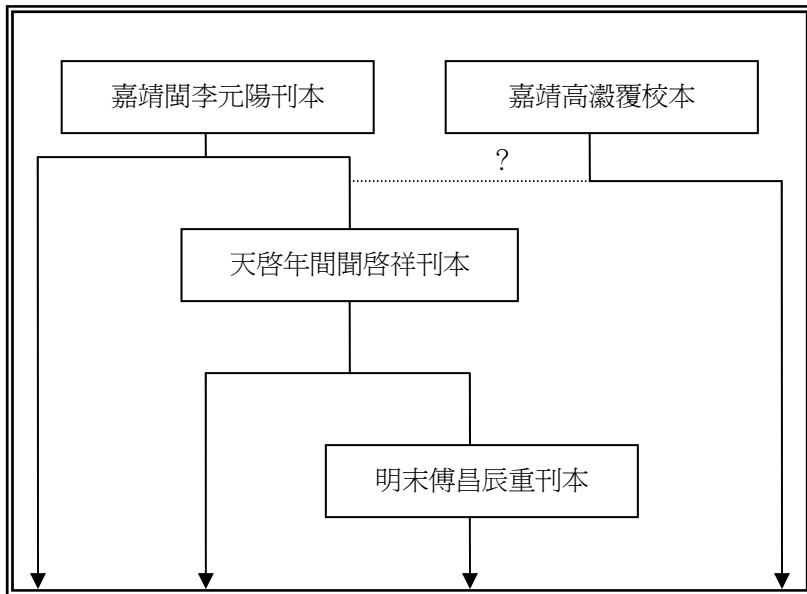 嘉靖閩李元陽刊本
嘉靖高瀫覆校本
?
天啓年間聞啓祥刊本
明末傅昌辰重刊本